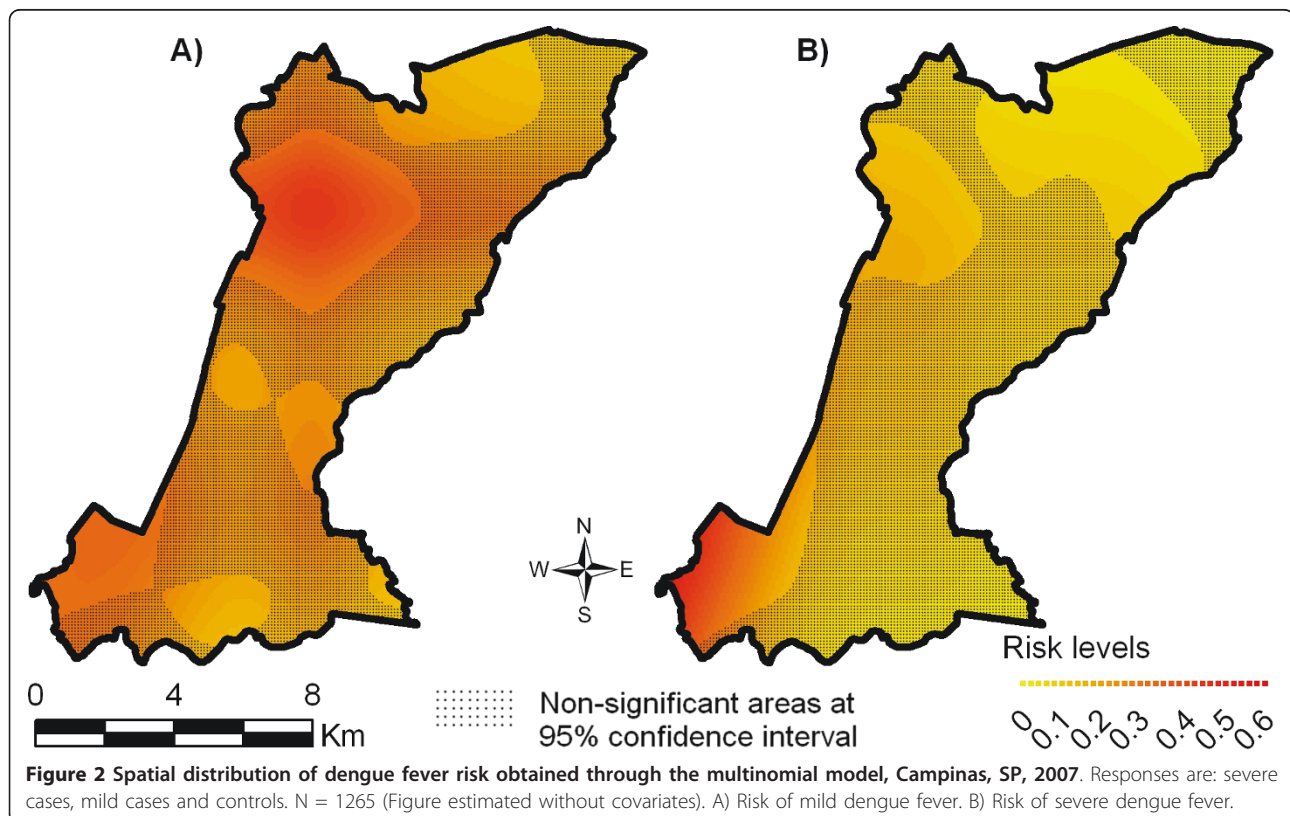 A)
B)
N
W E
S
Risk levels
0 4 8
Km
Non-significant areas at
95% confidence interval
0 0.1 0.2 0.3 0.4 0.5 0.6
Figure 2 Spatial distribution of dengue fever risk obtained through the multinomial model, Campinas, SP, 2007. Responses are: severe
cases, mild cases and controls. N = 1265 (Figure estimated without covariates). A) Risk of mild dengue fever. B) Risk of severe dengue fever.